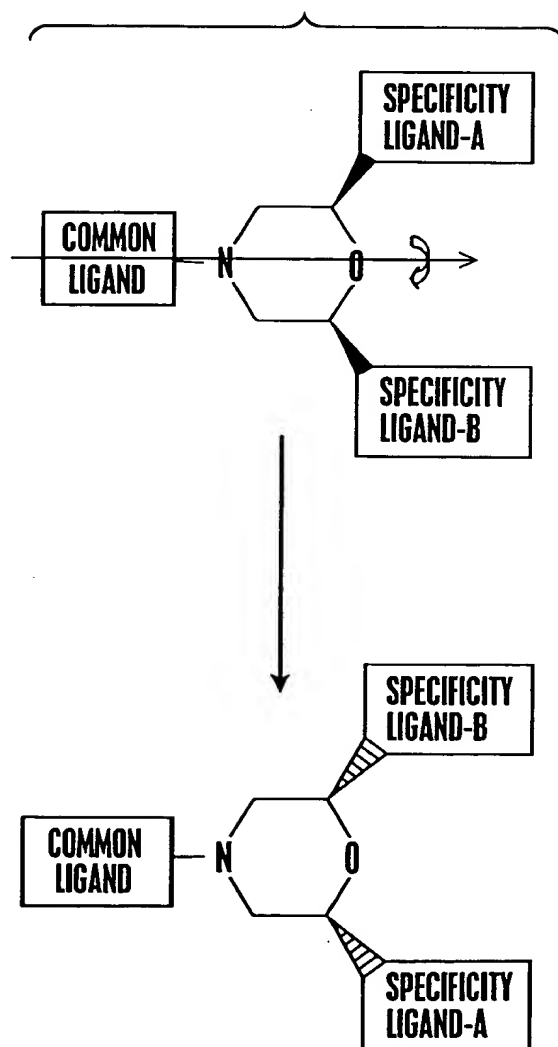 SPECIFICITY
LIGAND-A
COMMON
LIGAND
N
O
SPECIFICITY
LIGAND-B
SPECIFICITY
LIGAND-B
COMMON
LIGAND
N
O
SPECIFICITY
LIGAND-A